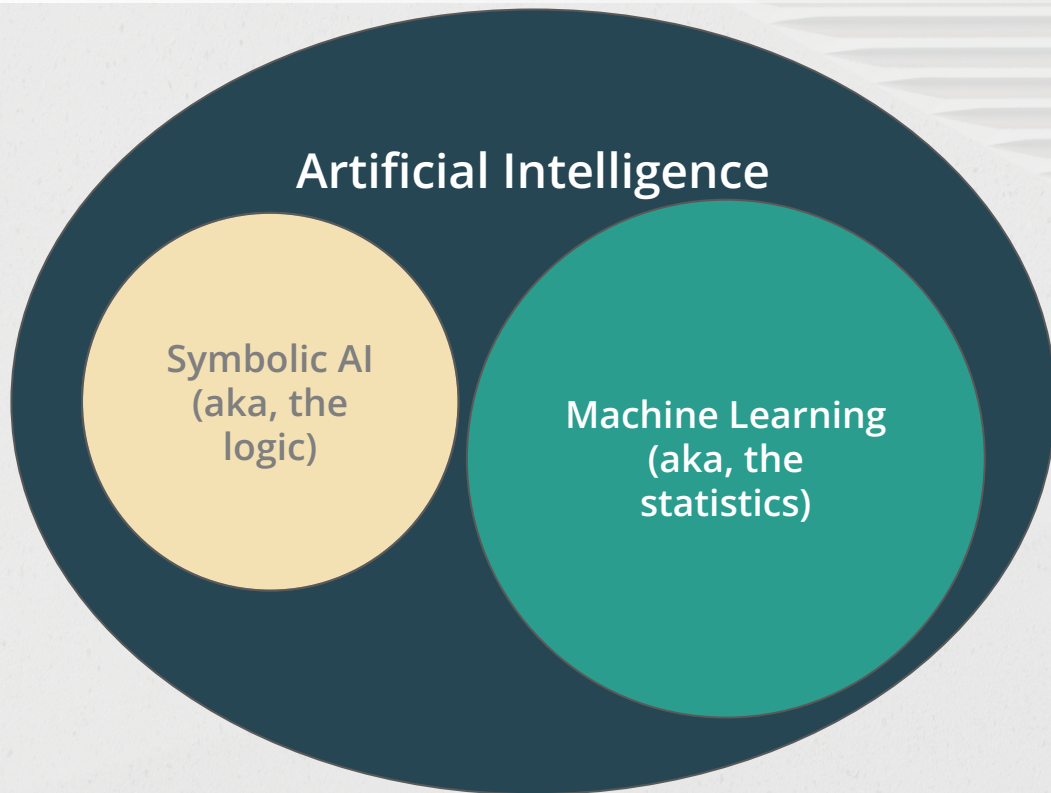 Artificial Intelligence
Symbolic AI
(aka, the
logic)
Machine Learning
(aka, the
statistics)